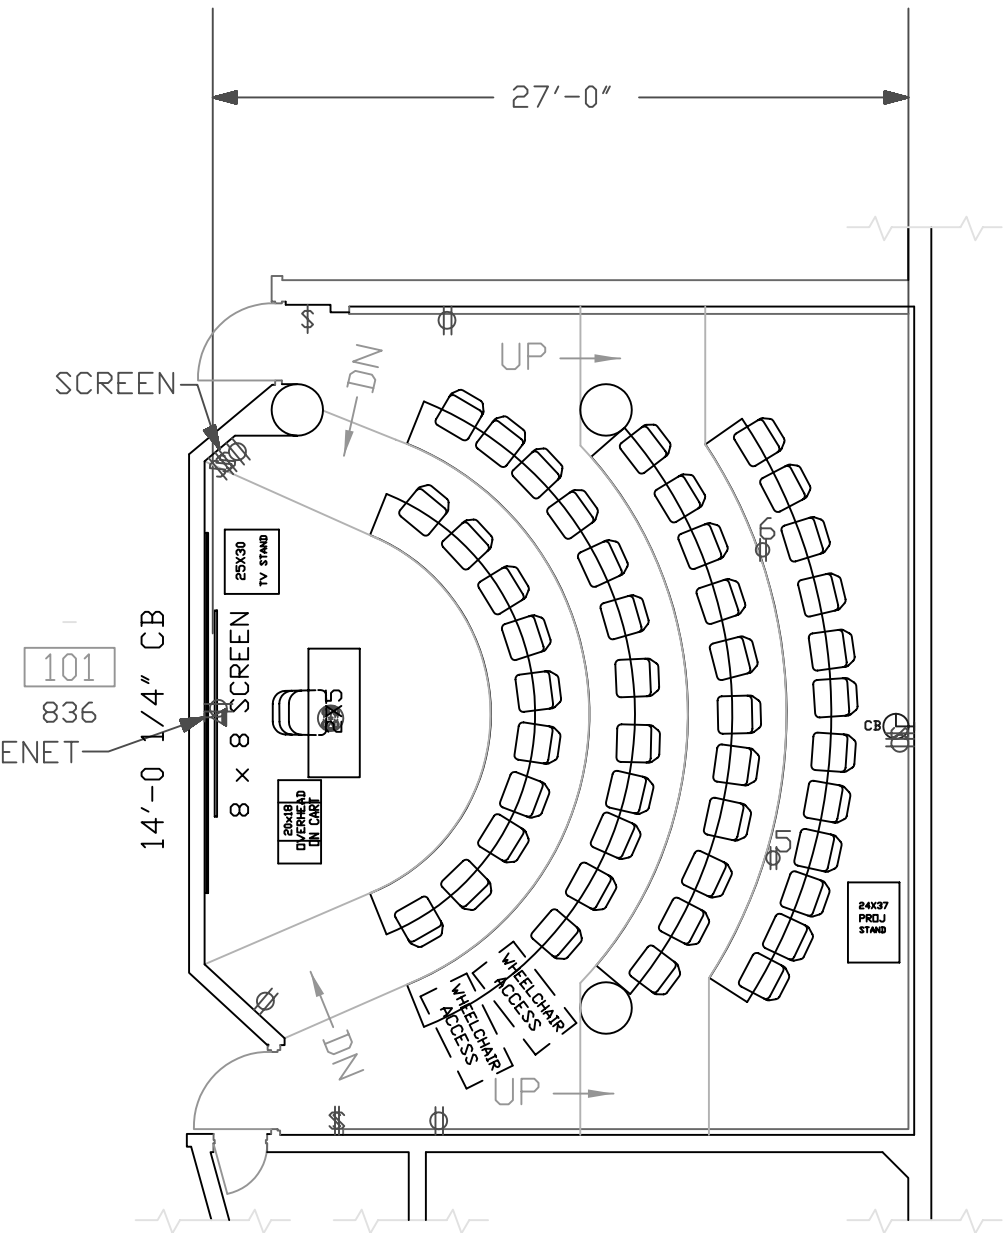 27'-0"
UP
DN
SCREEN
6
25X30
TV STAND
14'-0 1/4" CB
8 x 8 SCREEN
101
836
ENET
2X5
CB
20x18
OVERHEAD
ON CART
5
24X37
PROJ
STAND
WHEELCHAIR
ACCESS
WHEELCHAIR
ACCESS
DN
UP